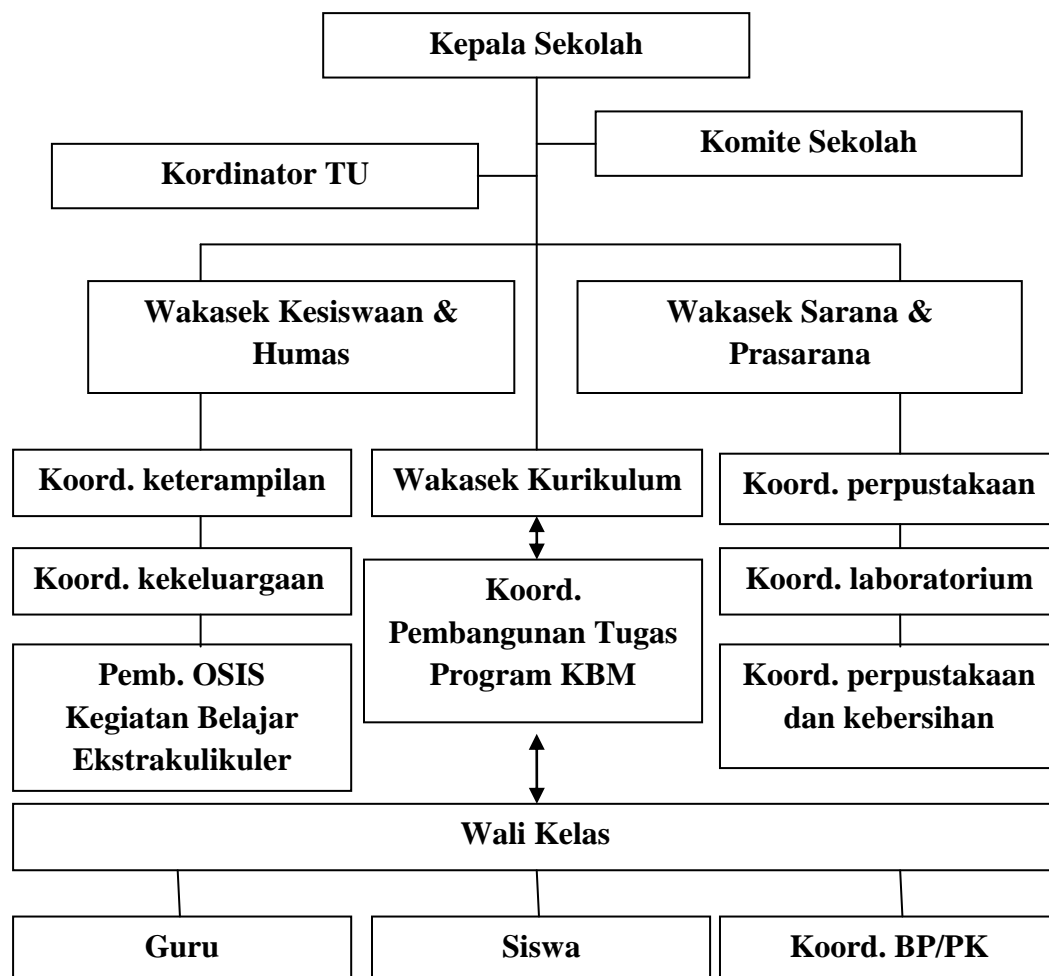 Kepala Sekolah
Komite Sekolah
Kordinator TU
Wakasek Kesiswaan &
Humas
Wakasek Sarana &
Prasarana
Koord. keterampilan
Wakasek Kurikulum
Koord. perpustakaan
Koord. kekeluargaan
Koord.
Pembangunan Tugas
Program KBM
Koord. laboratorium
Pemb. OSIS
Kegiatan Belajar
Ekstrakulikuler
Koord. perpustakaan
dan kebersihan
Wali Kelas
Guru
Siswa
Koord. BP/PK